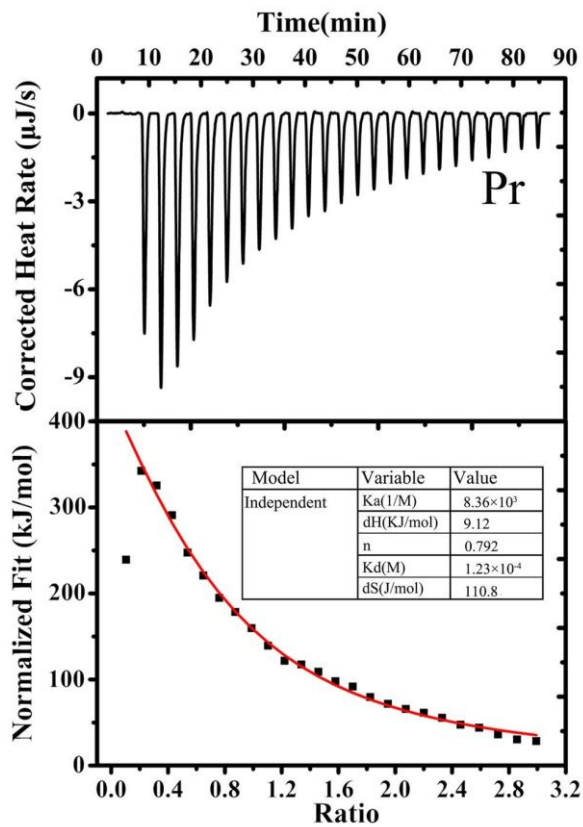 Time(min)
0 10 20 30 40 50 60 70 80 90
Corrected Heat Rate (μJ/s)
0
-3
-6
-9
Pr
Normalized Fit (kJ/mol)
400
300
200
100
0
Model Variable Value
Independent Ka(1/M) 8.36×10³
dH(KJ/mol) 9.12
n 0.792
Kd(M) 1.23×10⁻⁴
dS(J/mol) 110.8
0.0 0.4 0.8 1.2 1.6 2.0 2.4 2.8 3.2
Ratio